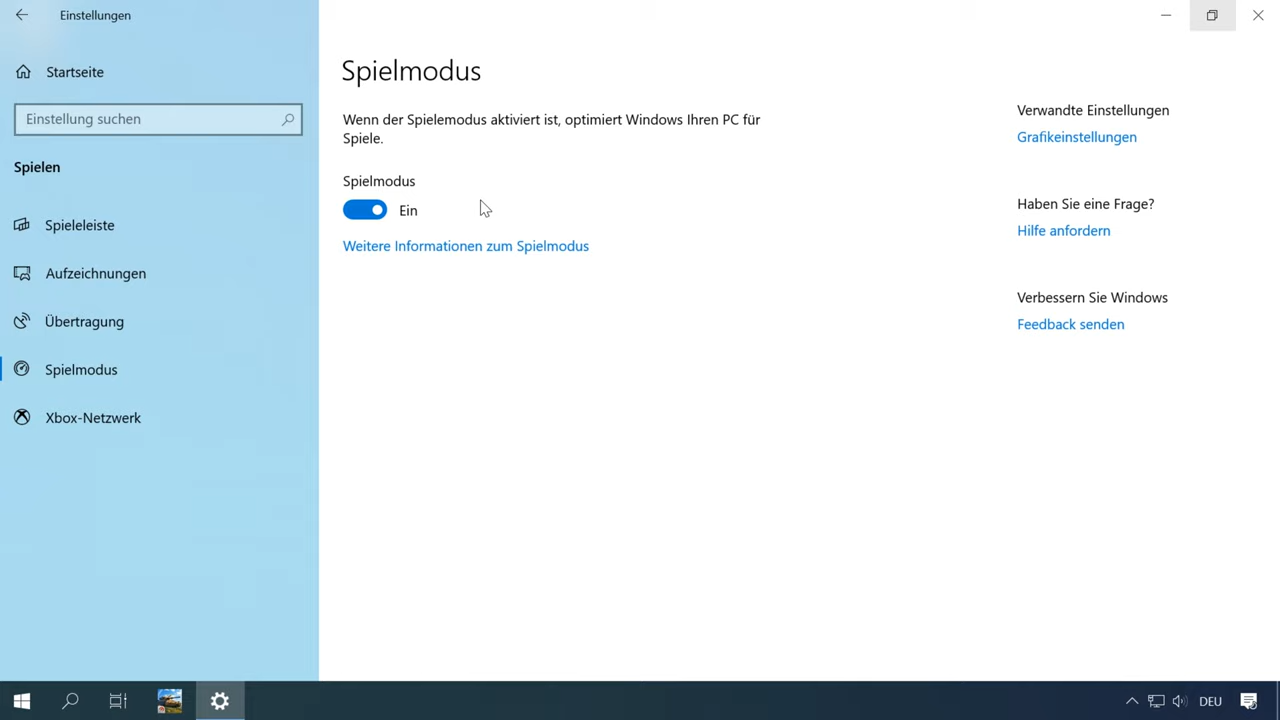 Einstellungen
Startseite
Einstellung suchen
Spielen
Spieleleiste
Aufzeichnungen
Übertragung
Spielmodus
Xbox-Netzwerk
Spielmodus
Wenn der Spielemodus aktiviert ist, optimiert Windows Ihren PC für
Spiele.
Spielmodus
Ein
Weitere Informationen zum Spielmodus
Verwandte Einstellungen
Grafikeinstellungen
Haben Sie eine Frage?
Hilfe anfordern
Verbessern Sie Windows
Feedback senden
DEU